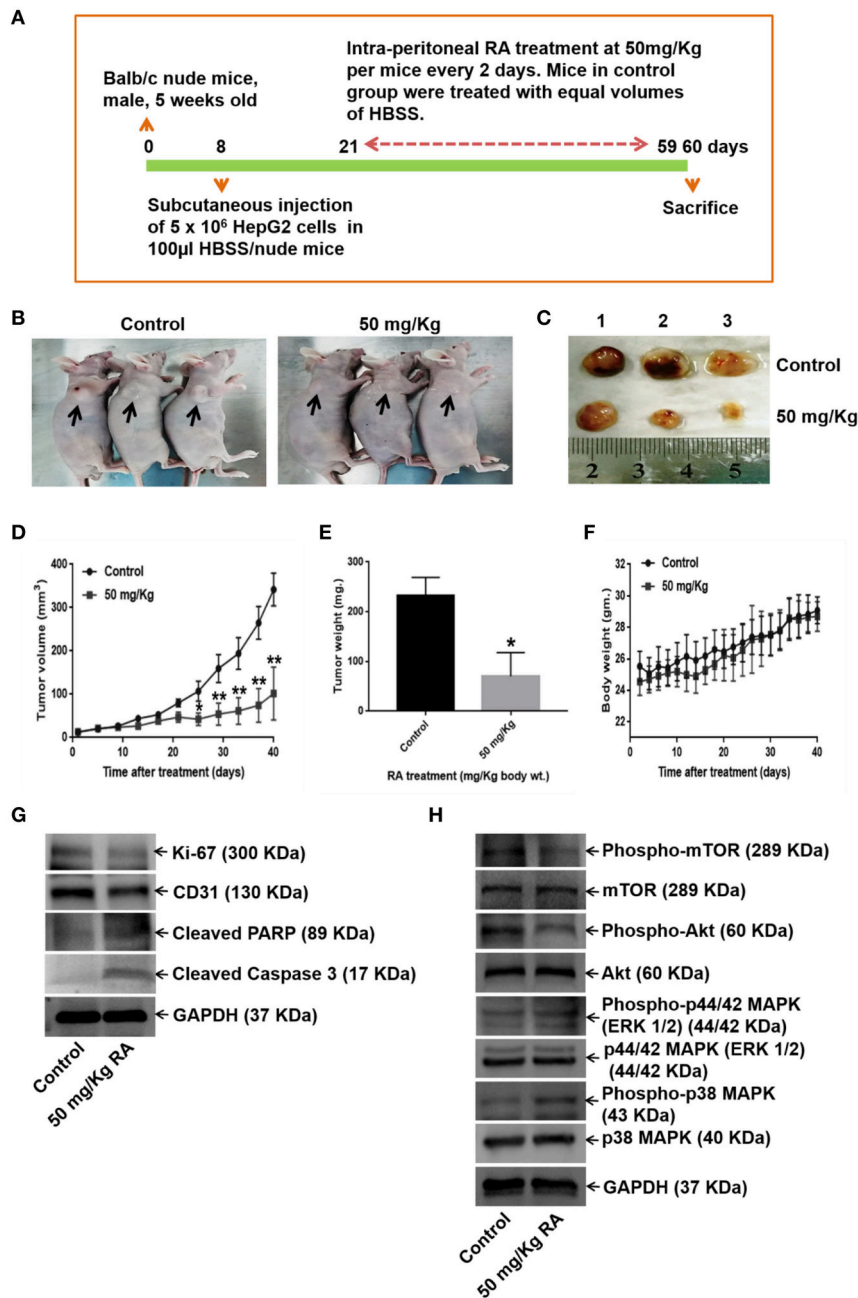 A
Intra-peritoneal RA treatment at 50mg/Kg
per mice every 2 days. Mice in control
group were treated with equal volumes
of HBSS.
Balb/c nude mice,
male, 5 weeks old
0 8 21 59 60 days
Subcutaneous injection
of 5 x 10⁶ HepG2 cells in
100µl HBSS/nude mice
Sacrifice
B
Control 50 mg/Kg
C
1 2 3
Control
50 mg/Kg
2 3 4 5
D
Control
50 mg/Kg
Tumor volume (mm³)
400
300
200
100
0
* ** ** ** **
0 10 20 30 40
Time after treatment (days)
E
Tumor weight (mg.)
300
200
100
0
*
Control
50 mg/Kg
RA treatment (mg/Kg body wt.)
F
Control
50 mg/Kg
Body weight (gm.)
32
30
28
26
24
22
0 10 20 30 40
Time after treatment (days)
G
Ki-67 (300 KDa)
CD31 (130 KDa)
Cleaved PARP (89 KDa)
Cleaved Caspase 3 (17 KDa)
GAPDH (37 KDa)
Control
50 mg/Kg RA
H
Phospho-mTOR (289 KDa)
mTOR (289 KDa)
Phospho-Akt (60 KDa)
Akt (60 KDa)
Phospho-p44/42 MAPK
(ERK 1/2) (44/42 KDa)
p44/42 MAPK (ERK 1/2)
(44/42 KDa)
Phospho-p38 MAPK
(43 KDa)
p38 MAPK (40 KDa)
GAPDH (37 KDa)
Control
50 mg/Kg RA